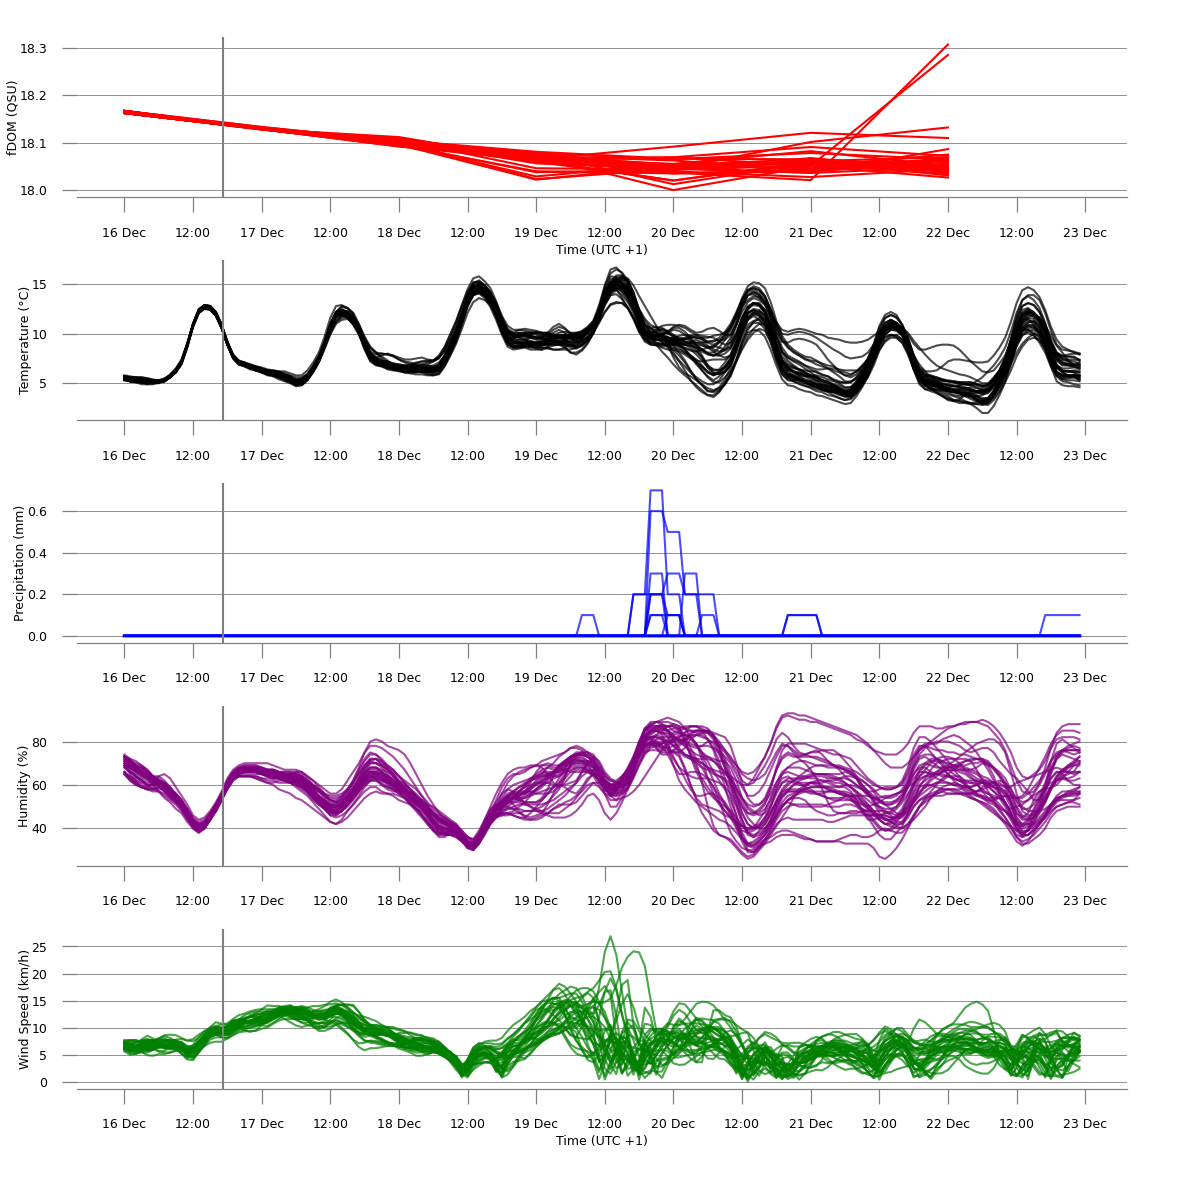 fDOM (QSU)
18.3
18.2
18.1
18.0
16 Dec 12:00 17 Dec 12:00 18 Dec 12:00 19 Dec 12:00 20 Dec 12:00 21 Dec 12:00 22 Dec 12:00 23 Dec
Time (UTC +1)
Temperature (°C)
15
10
5
16 Dec 12:00 17 Dec 12:00 18 Dec 12:00 19 Dec 12:00 20 Dec 12:00 21 Dec 12:00 22 Dec 12:00 23 Dec
Precipitation (mm)
0.6
0.4
0.2
0.0
16 Dec 12:00 17 Dec 12:00 18 Dec 12:00 19 Dec 12:00 20 Dec 12:00 21 Dec 12:00 22 Dec 12:00 23 Dec
Humidity (%)
80
60
40
16 Dec 12:00 17 Dec 12:00 18 Dec 12:00 19 Dec 12:00 20 Dec 12:00 21 Dec 12:00 22 Dec 12:00 23 Dec
Wind Speed (km/h)
25
20
15
10
5
0
16 Dec 12:00 17 Dec 12:00 18 Dec 12:00 19 Dec 12:00 20 Dec 12:00 21 Dec 12:00 22 Dec 12:00 23 Dec
Time (UTC +1)